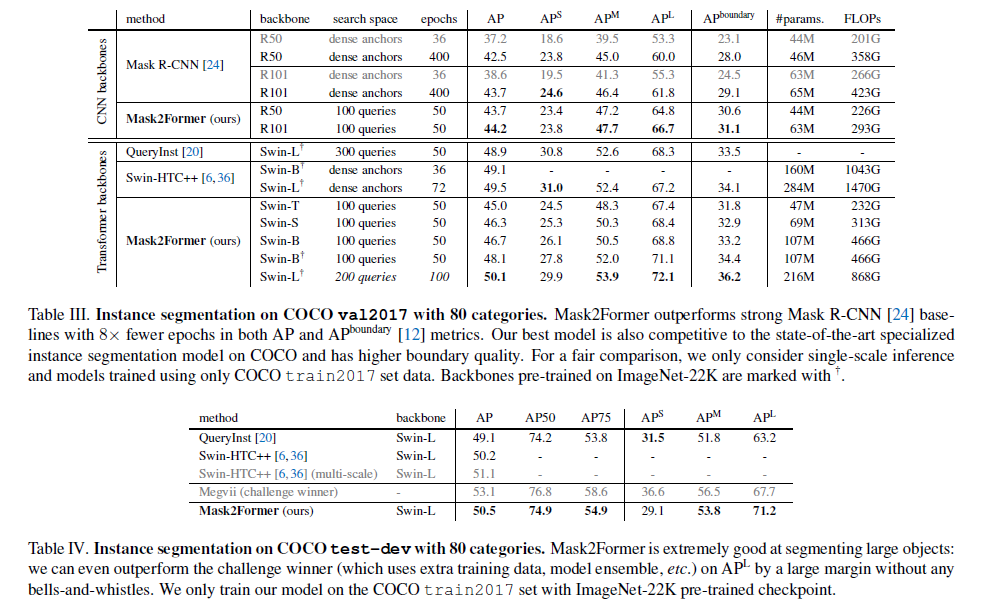 method backbone search space epochs AP APS APM APL APboundary #params. FLOPs
CNN backbones
Mask R-CNN [24]
R50 dense anchors 36 37.2 18.6 39.5 53.3 23.1 44M 201G
R50 dense anchors 400 42.5 23.8 45.0 60.0 28.0 46M 358G
R101 dense anchors 36 38.6 19.5 41.3 55.3 24.5 63M 266G
R101 dense anchors 400 43.7 24.6 46.4 61.8 29.1 65M 423G
Mask2Former (ours)
R50 100 queries 50 43.7 23.4 47.2 64.8 30.6 44M 226G
R101 100 queries 50 44.2 23.8 47.7 66.7 31.1 63M 293G
Transformer backbones
QueryInst [20] Swin-L† 300 queries 50 48.9 30.8 52.6 68.3 33.5 - -
Swin-HTC++ [6,36]
Swin-B† dense anchors 36 49.1 - - - - 160M 1043G
Swin-L† dense anchors 72 49.5 31.0 52.4 67.2 34.1 284M 1470G
Mask2Former (ours)
Swin-T 100 queries 50 45.0 24.5 48.3 67.4 31.8 47M 232G
Swin-S 100 queries 50 46.3 25.3 50.3 68.4 32.9 69M 313G
Swin-B 100 queries 50 46.7 26.1 50.5 68.8 33.2 107M 466G
Swin-B† 100 queries 50 48.1 27.8 52.0 71.1 34.4 107M 466G
Swin-L† 200 queries 100 50.1 29.9 53.9 72.1 36.2 216M 868G
Table III. Instance segmentation on COCO val2017 with 80 categories. Mask2Former outperforms strong Mask R-CNN [24] base-
lines with 8× fewer epochs in both AP and APboundary [12] metrics. Our best model is also competitive to the state-of-the-art specialized
instance segmentation model on COCO and has higher boundary quality. For a fair comparison, we only consider single-scale inference
and models trained using only COCO train2017 set data. Backbones pre-trained on ImageNet-22K are marked with †.
method backbone AP AP50 AP75 APS APM APL
QueryInst [20] Swin-L 49.1 74.2 53.8 31.5 51.8 63.2
Swin-HTC++ [6,36] Swin-L 50.2 - - - - -
Swin-HTC++ [6,36] (multi-scale) Swin-L 51.1 - - - - -
Megvii (challenge winner) - 53.1 76.8 58.6 36.6 56.5 67.7
Mask2Former (ours) Swin-L 50.5 74.9 54.9 29.1 53.8 71.2
Table IV. Instance segmentation on COCO test-dev with 80 categories. Mask2Former is extremely good at segmenting large objects:
we can even outperform the challenge winner (which uses extra training data, model ensemble, etc.) on APL by a large margin without any
bells-and-whistles. We only train our model on the COCO train2017 set with ImageNet-22K pre-trained checkpoint.